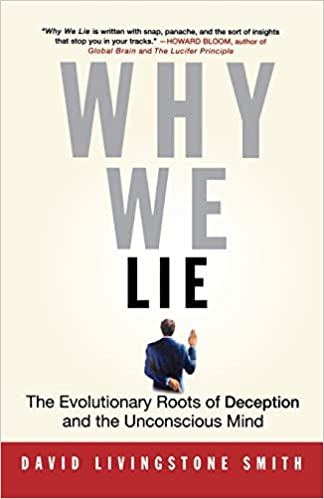 "Why We Lie is written with snap, panache, and the sort of insights
that stop you in your tracks." —HOWARD BLOOM, author of
Global Brain and The Lucifer Principle
WHY
WE
LIE
The Evolutionary Roots of Deception
and the Unconscious Mind
DAVID LIVINGSTONE SMITH